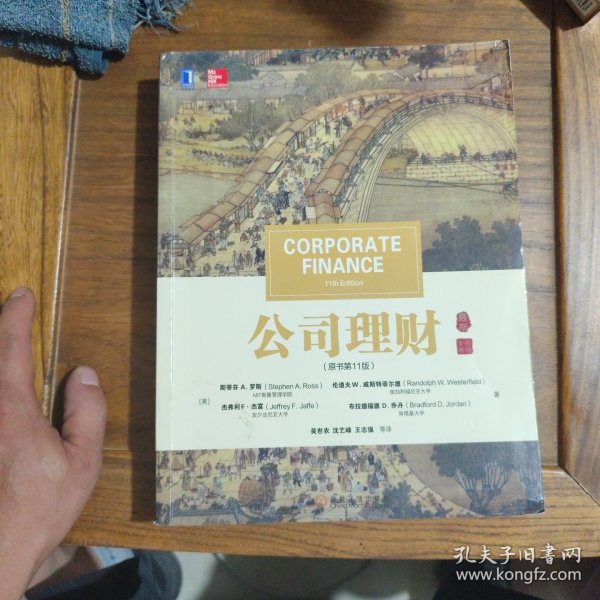 Mc
Graw
Hill
Education
CORPORATE
FINANCE
11th Edition
公司理财
(原书第11版)
[美]
斯蒂芬 A. 罗斯 (Stephen A. Ross)
MIT斯隆管理学院
伦道夫 W. 威斯特菲尔德 (Randolph W. Westerfield)
南加利福尼亚大学
杰弗利 F· 杰富 (Jeffrey F. Jaffe)
宾夕法尼亚大学
布拉德福德 D. 乔丹 (Bradford D. Jordan)
肯塔基大学
著
吴世农 沈艺峰 王志强 等译
孔夫子旧书网
www.kongfz.com